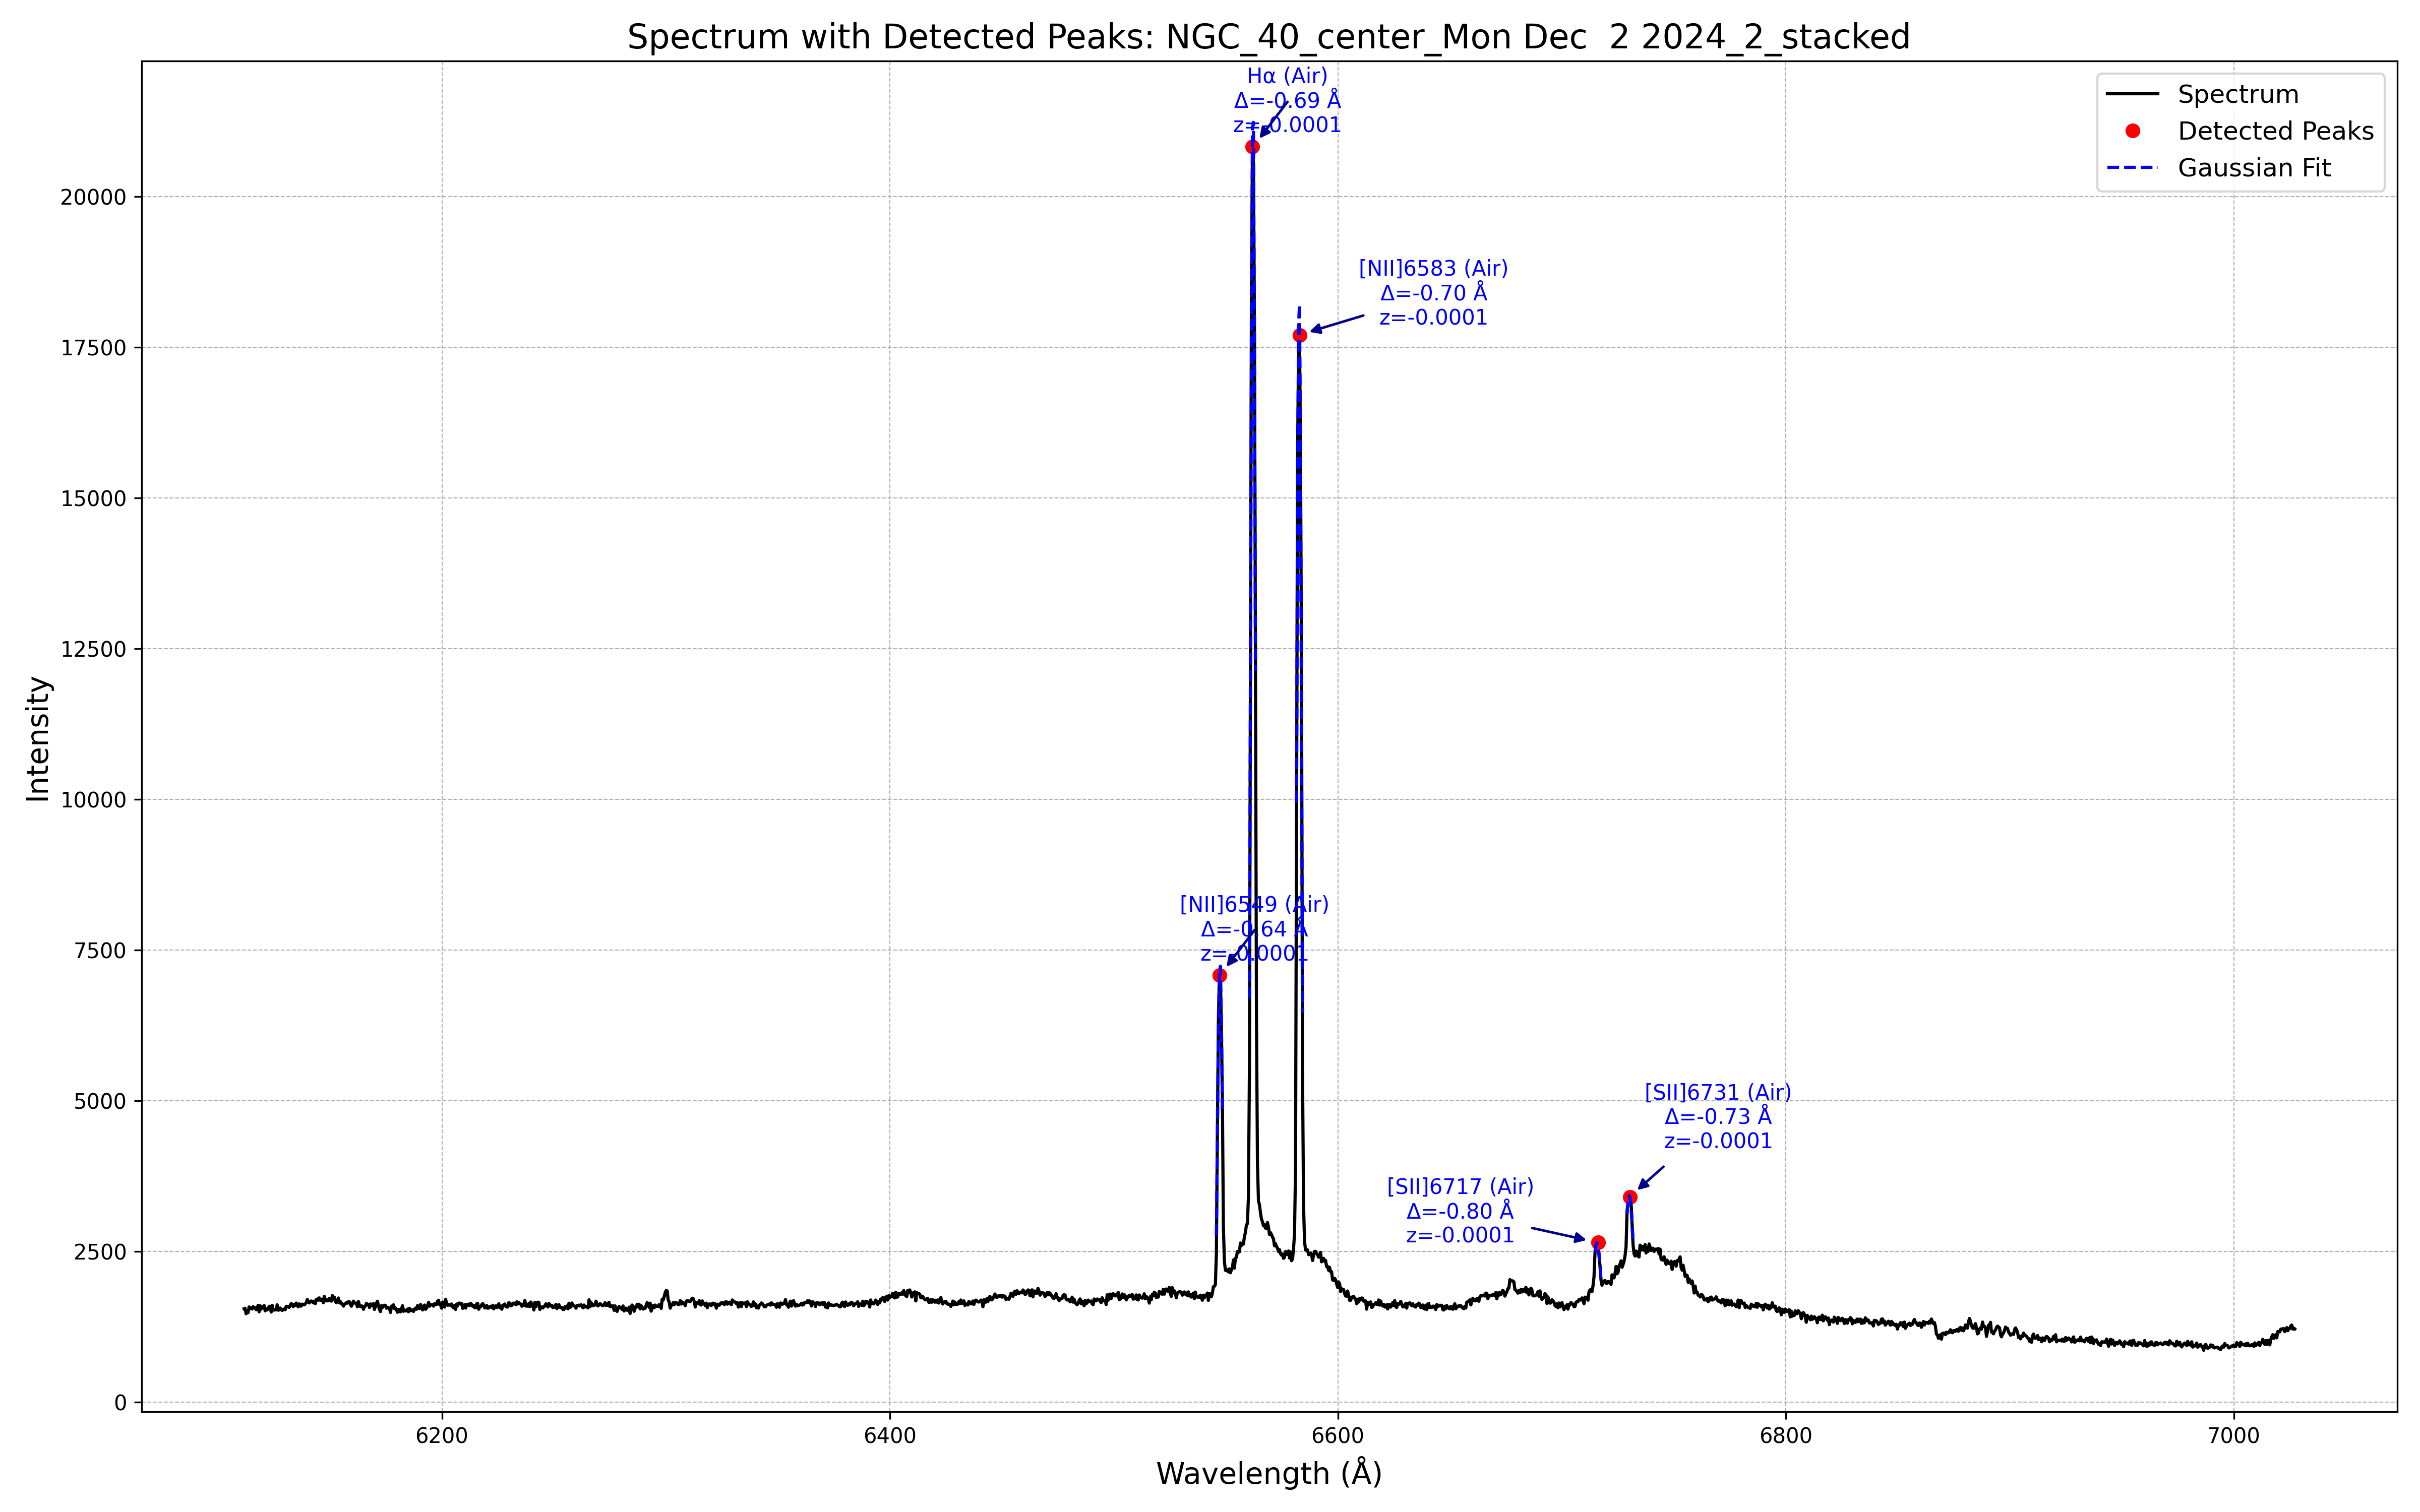 Spectrum with Detected Peaks: NGC_40_center_Mon Dec  2 2024_2_stacked
Hα (Air)
Δ=-0.69 Å
z=-0.0001
Spectrum
Detected Peaks
Gaussian Fit
[NII]6583 (Air)
Δ=-0.70 Å
z=-0.0001
[NII]6549 (Air)
Δ=-0.64 Å
z=-0.0001
[SII]6731 (Air)
Δ=-0.73 Å
z=-0.0001
[SII]6717 (Air)
Δ=-0.80 Å
z=-0.0001
20000
17500
15000
12500
10000
7500
5000
2500
0
Intensity
6200
6400
6600
6800
7000
Wavelength (Å)